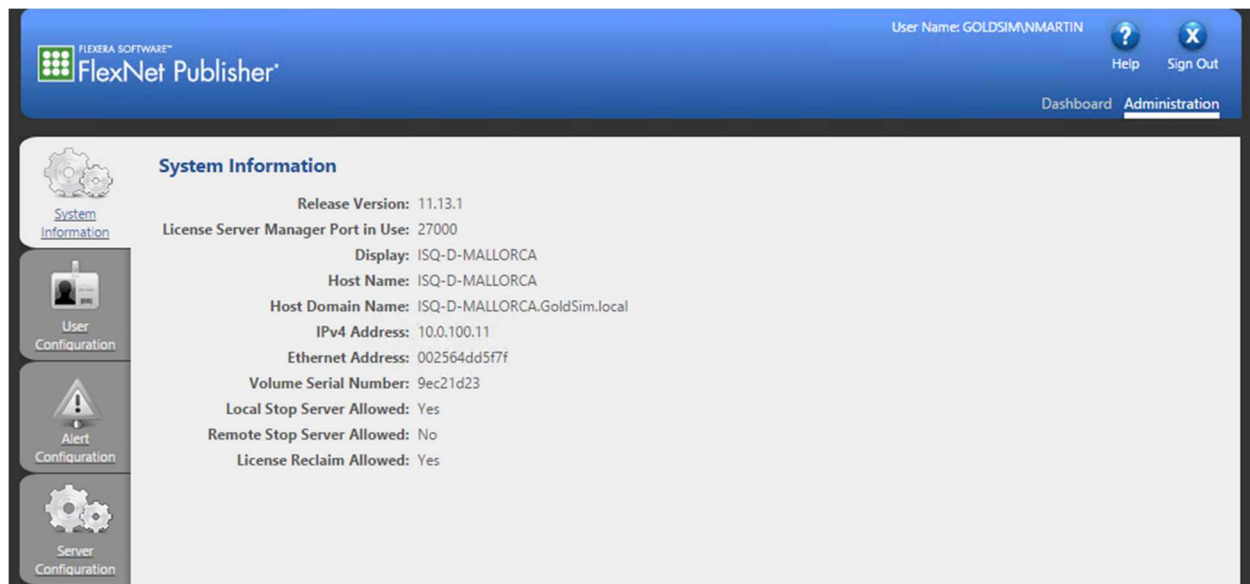 User Name: GOLDSIM\NMARTIN
FLEXERA SOFTWARE™
FlexNet Publisher®
? X
Help Sign Out
Dashboard Administration
System Information
System
Information
Release Version: 11.13.1
License Server Manager Port in Use: 27000
Display: ISQ-D-MALLORCA
Host Name: ISQ-D-MALLORCA
Host Domain Name: ISQ-D-MALLORCA.GoldSim.local
IPv4 Address: 10.0.100.11
Ethernet Address: 002564dd5f7f
Volume Serial Number: 9ec21d23
Local Stop Server Allowed: Yes
Remote Stop Server Allowed: No
License Reclaim Allowed: Yes
User
Configuration
Alert
Configuration
Server
Configuration